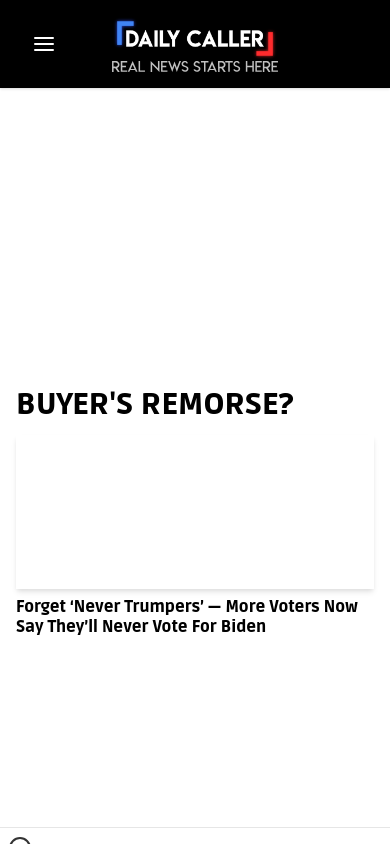 DAILY CALLER
REAL NEWS STARTS HERE
BUYER'S REMORSE?
Forget ‘Never Trumpers’ — More Voters Now
Say They’ll Never Vote For Biden